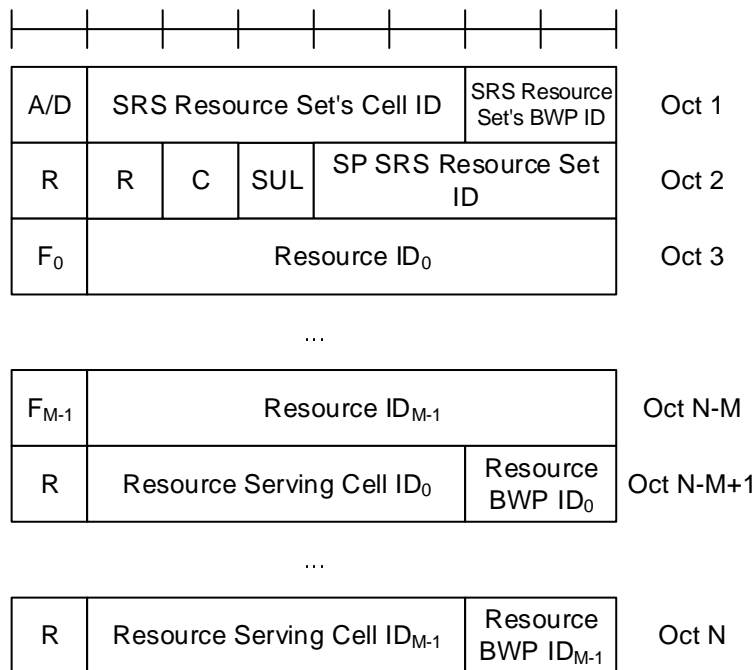 A/D SRS Resource Set's Cell ID SRS Resource Set's BWP ID Oct 1
R R C SUL SP SRS Resource Set ID Oct 2
F0 Resource ID0 Oct 3
...
FM-1 Resource IDM-1 Oct N-M
R Resource Serving Cell ID0 Resource BWP ID0 Oct N-M+1
...
R Resource Serving Cell IDM-1 Resource BWP IDM-1 Oct N